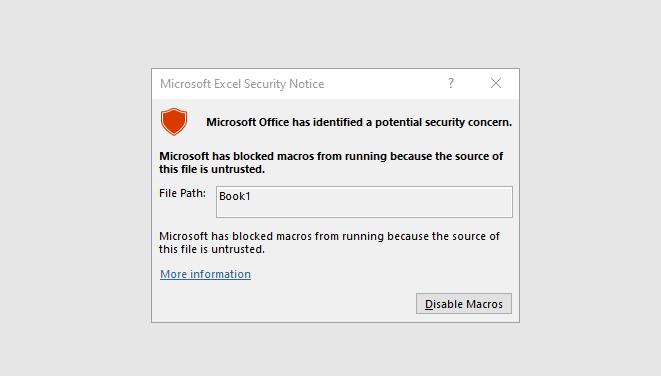 Microsoft Excel Security Notice
?
Microsoft Office has identified a potential security concern.
Microsoft has blocked macros from running because the source of
this file is untrusted.
File Path: Book1
Microsoft has blocked macros from running because the source of
this file is untrusted.
More information
Disable Macros